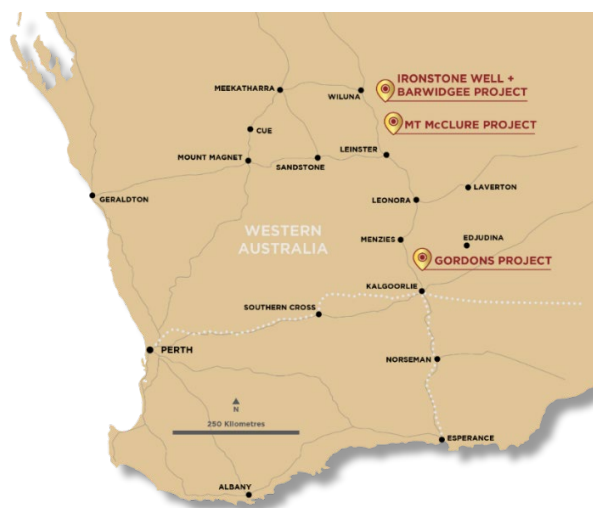 IRONSTONE WELL +
BARWIDGEE PROJECT
MEEKATHARRA
WILUNA
MT McCLURE PROJECT
CUE
LEINSTER
MOUNT MAGNET
SANDSTONE
LAVERTON
GERALDTON
LEONORA
WESTERN
AUSTRALIA
MENZIES
EDJUDINA
GORDONS PROJECT
KALGOORLIE
SOUTHERN CROSS
PERTH
NORSEMAN
N
250 Kilometres
ESPERANCE
ALBANY